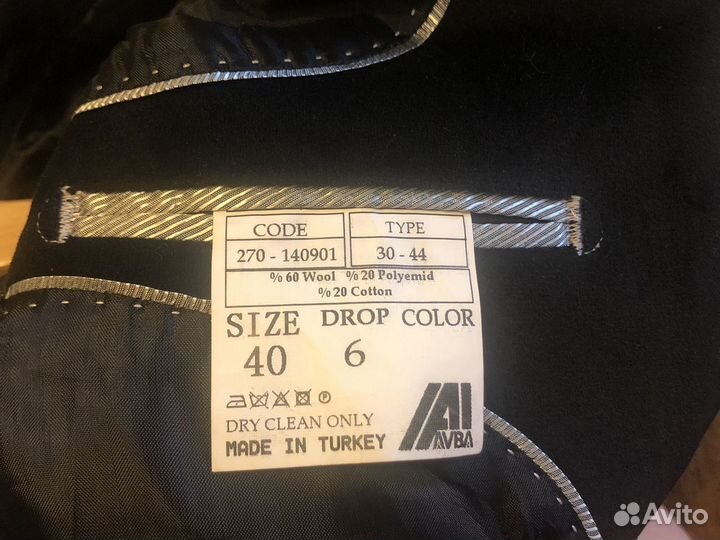 CODE TYPE
270 - 140901 30 - 44
% 60 Wool % 20 Polyemid
% 20 Cotton
SIZE DROP COLOR
40 6
DRY CLEAN ONLY
MADE IN TURKEY
AVBA
Avito